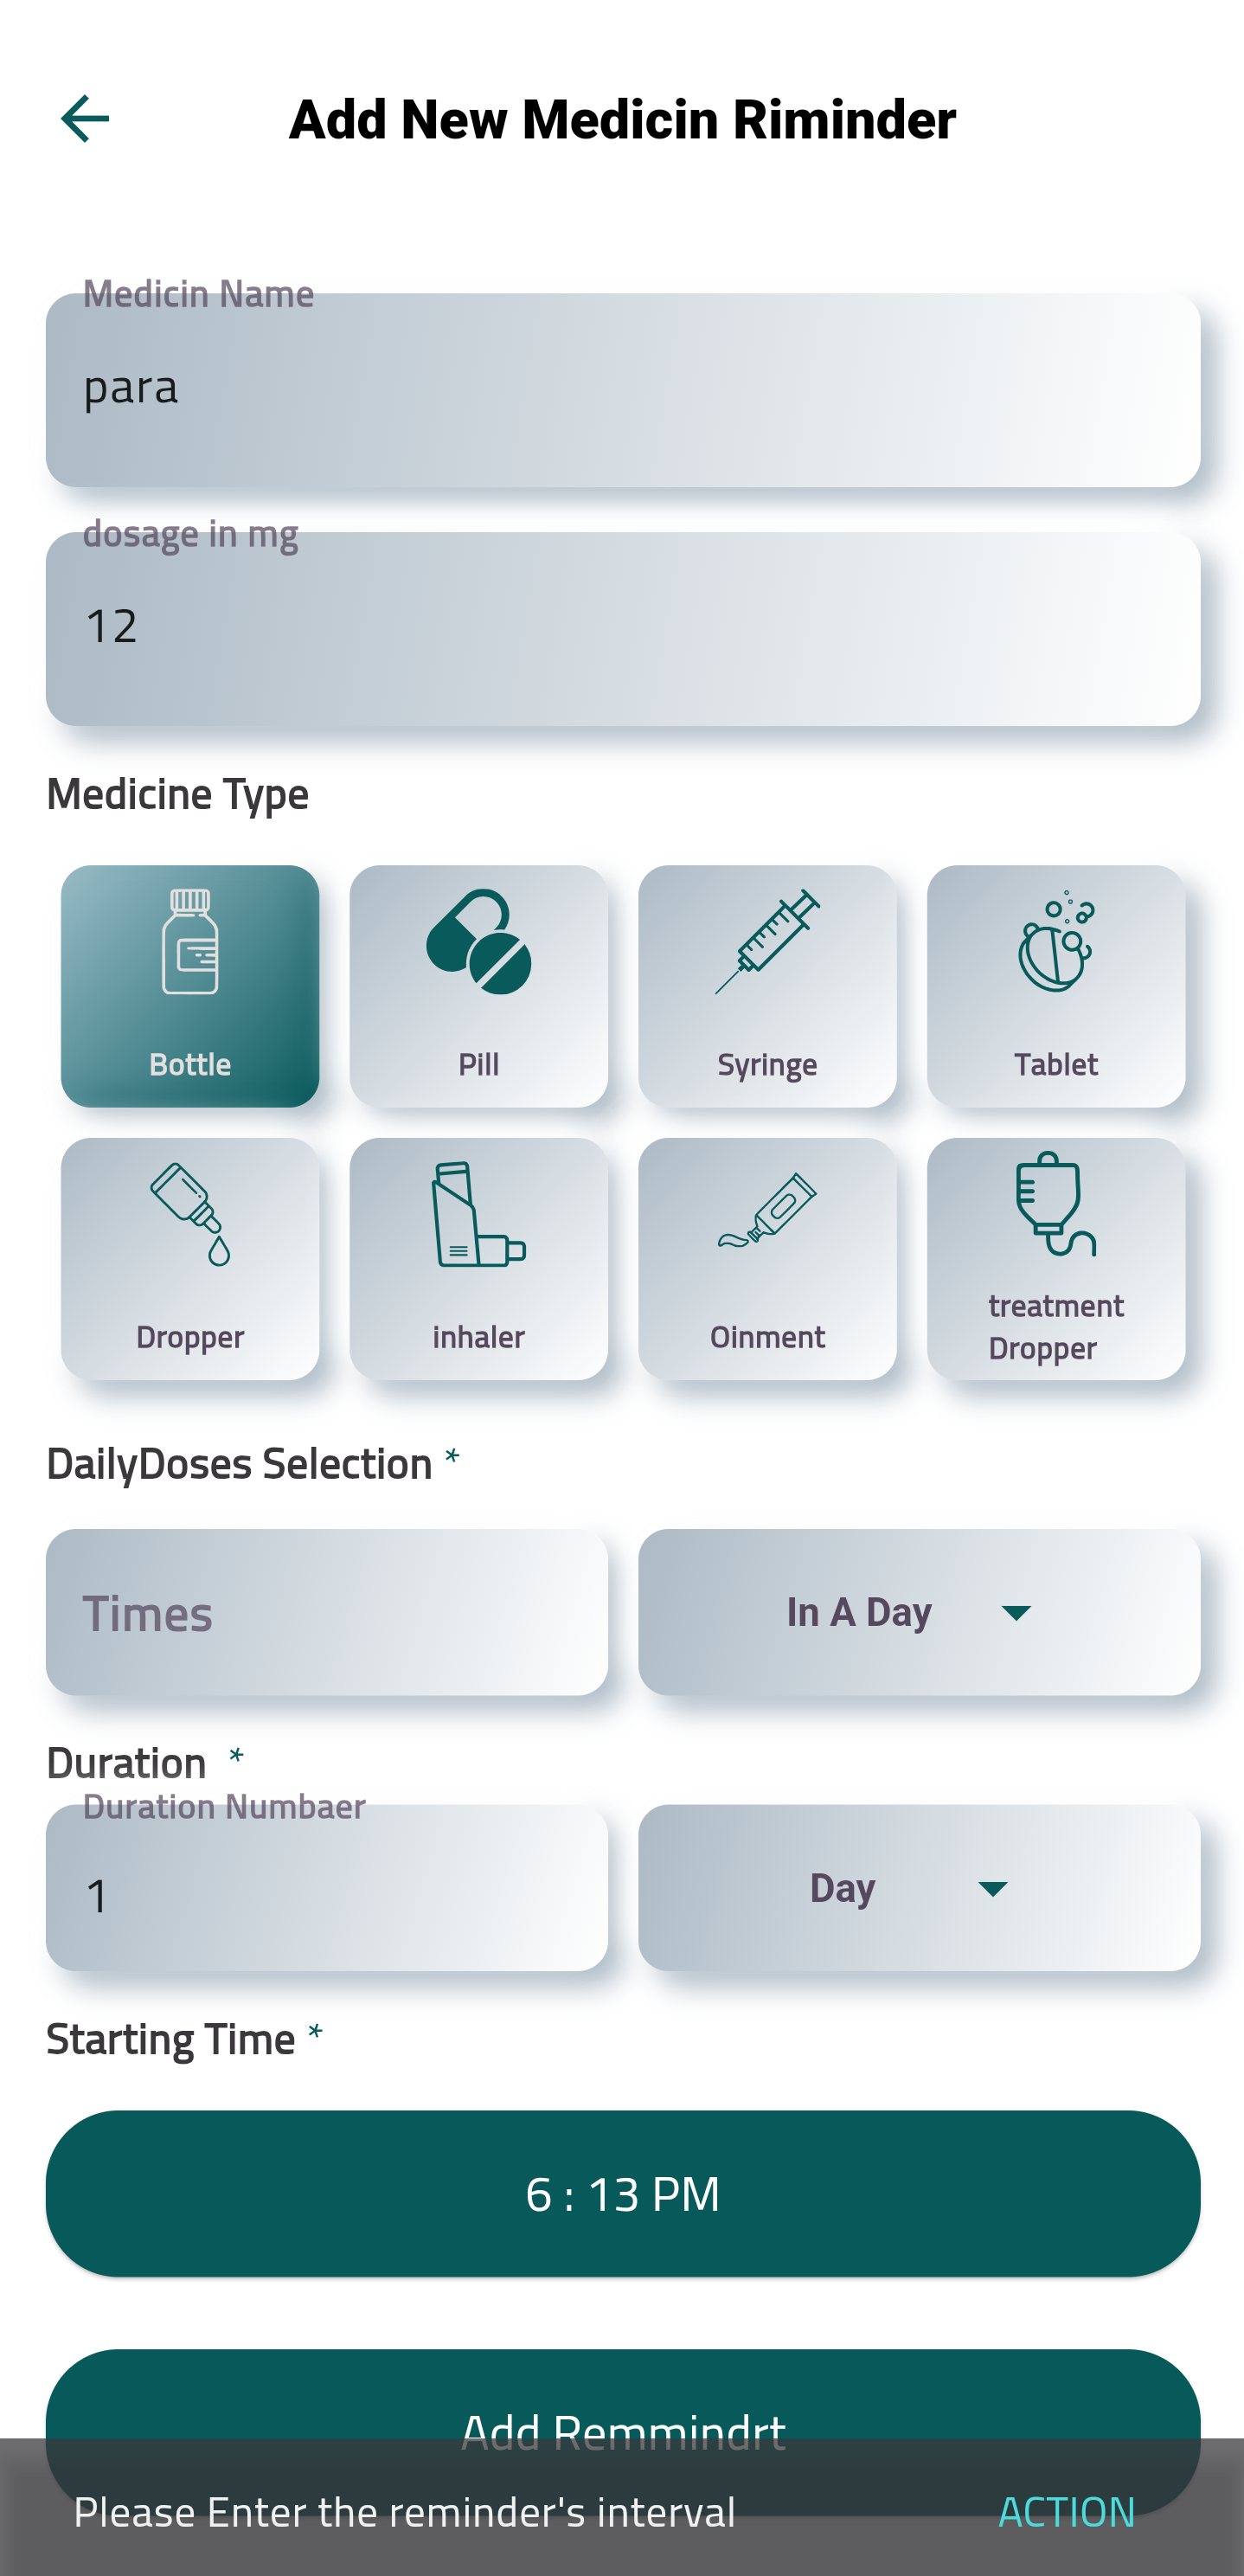 Add New Medicin Riminder
Medicin Name
para
dosage in mg
12
Medicine Type
Bottle
Pill
Syringe
Tablet
Dropper
inhaler
Oinment
treatment
Dropper
DailyDoses Selection *
Times
In A Day
Duration *
Duration Numbaer
1
Day
Starting Time *
6 : 13 PM
Add Remmindrt
Please Enter the reminder's interval
ACTION